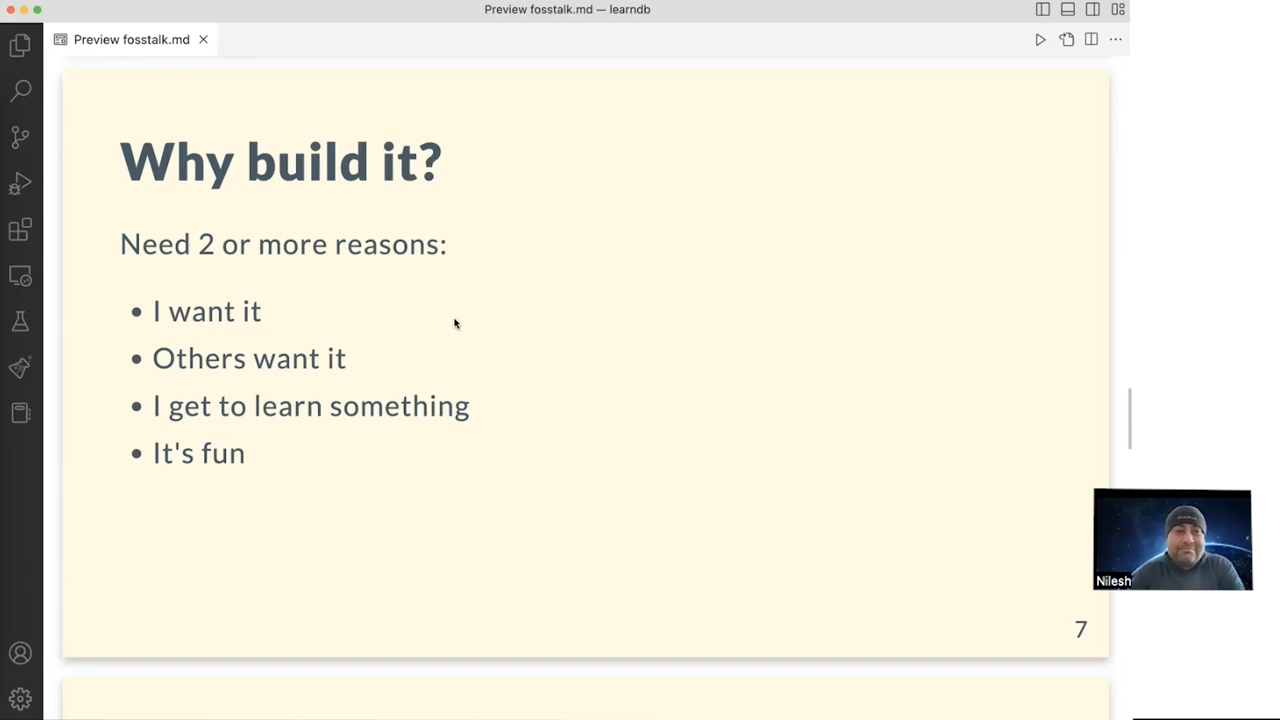 Preview fosstalk.md — learndb
Preview fosstalk.md
Why build it?
Need 2 or more reasons:
• I want it
• Others want it
• I get to learn something
• It's fun
Nilesh
7